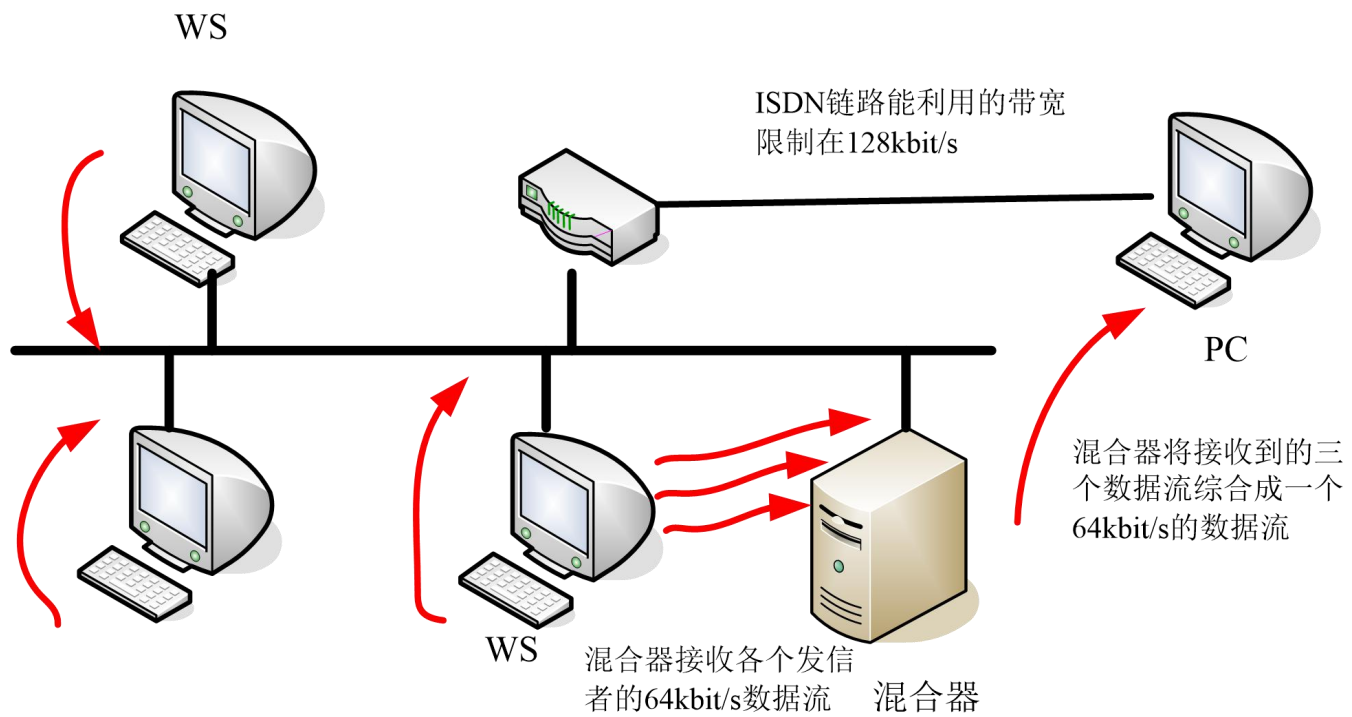 WS
ISDN链路能利用的带宽
限制在128kbit/s
PC
混合器将接收到的三
个数据流综合成一个
64kbit/s的数据流
WS
混合器接收各个发信
者的64kbit/s数据流
混合器